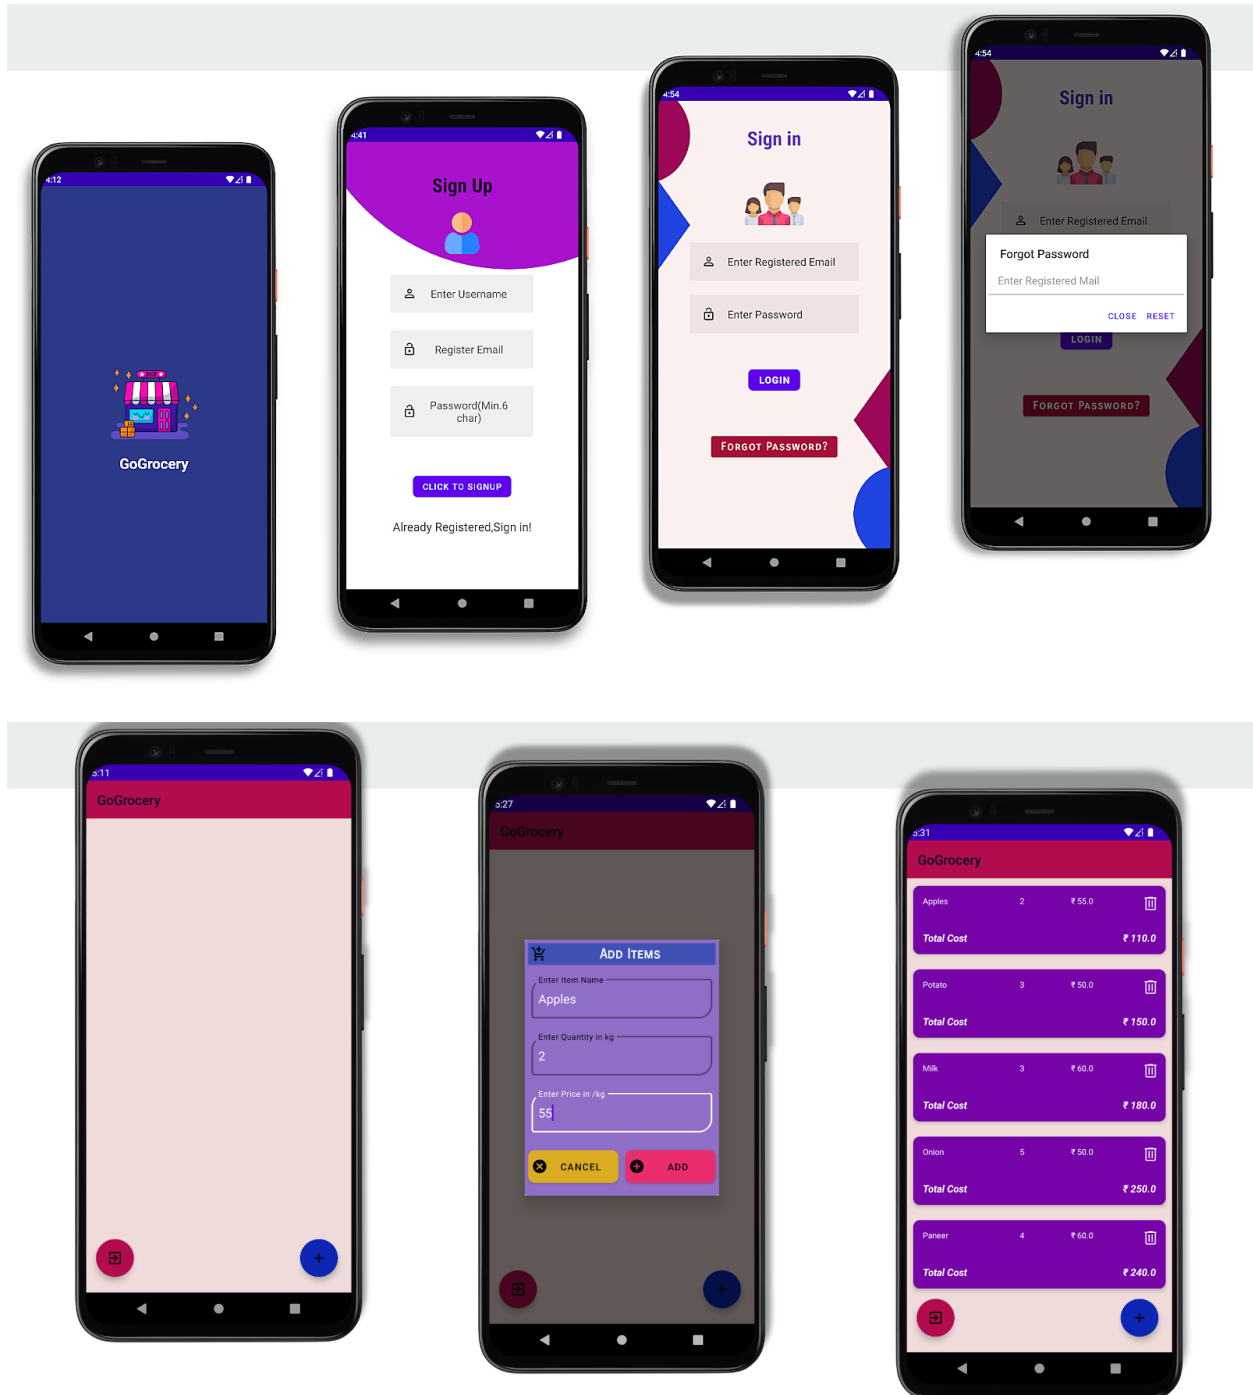 4:12
GoGrocery
4:41
Sign Up
Enter Username
Register Email
Password(Min.6
char)
CLICK TO SIGNUP
Already Registered,Sign in!
4:54
Sign in
Enter Registered Email
Enter Password
LOGIN
FORGOT PASSWORD?
4:54
Sign in
Enter Registered Email
Forgot Password
Enter Registered Mail
CLOSE RESET
LOGIN
FORGOT PASSWORD?
5:11
GoGrocery
5:27
GoGrocery
ADD ITEMS
Enter Item Name
Apples
Enter Quantity in kg
2
Enter Price in /kg
55
CANCEL ADD
5:31
GoGrocery
Apples 2 ₹ 55.0
Total Cost ₹ 110.0
Potato 3 ₹ 50.0
Total Cost ₹ 150.0
Milk 3 ₹ 60.0
Total Cost ₹ 180.0
Onion 5 ₹ 50.0
Total Cost ₹ 250.0
Paneer 4 ₹ 60.0
Total Cost ₹ 240.0